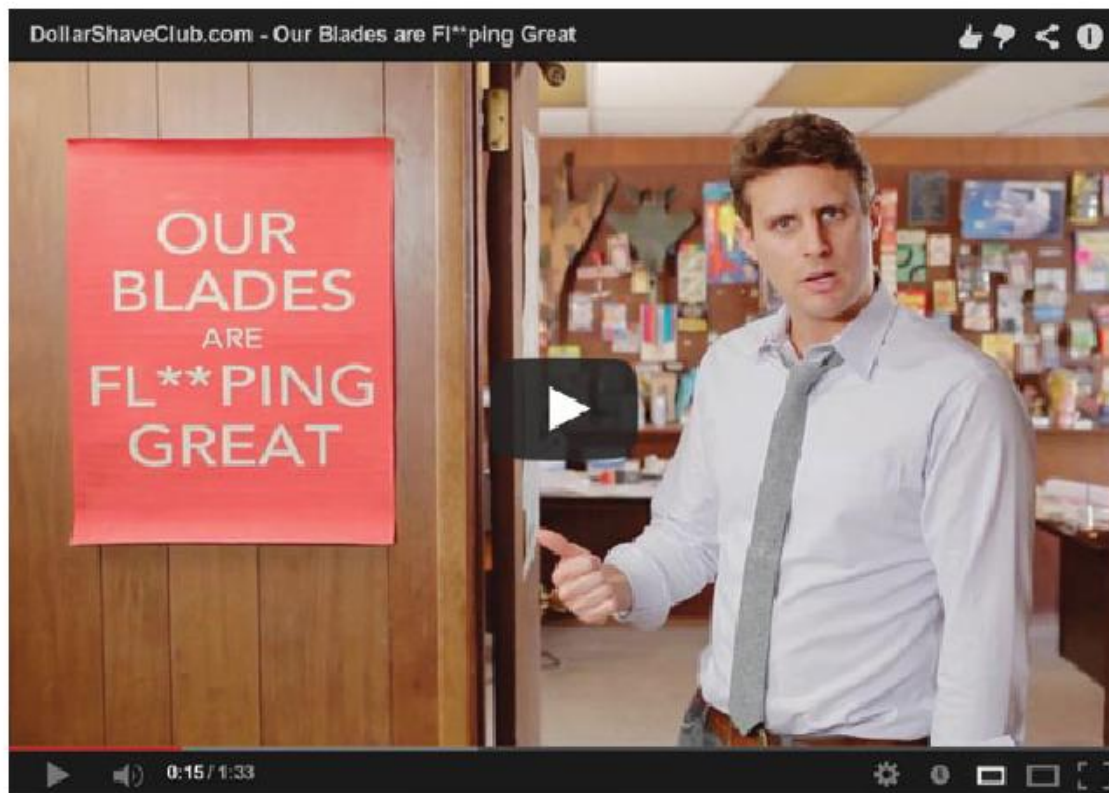 DollarShaveClub.com - Our Blades are Fl**ping Great
OUR
BLADES
ARE
FL**PING
GREAT
0:15 / 1:33